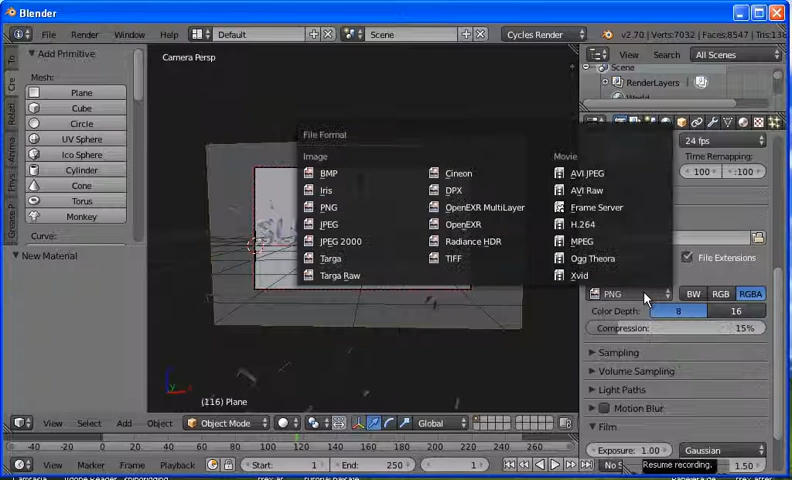 Blender
File Render Window Help
Default
Scene
Cycles Render
v2.70 | Verts:7032 | Faces:8547 | Tris:13
View Search All Scenes
Scene
RenderLayers
Add Primitive
Mesh:
Plane
Cube
Circle
UV Sphere
Ico Sphere
Cylinder
Cone
Torus
Monkey
Curve:
New Material
Camera Persp
File Format
Image
Movie
BMP
Iris
PNG
JPEG
JPEG 2000
Targa
Targa Raw
Cineon
DPX
OpenEXR MultiLayer
OpenEXR
Radiance HDR
TIFF
AVI JPEG
AVI Raw
Frame Server
H.264
MPEG
Ogg Theora
Xvid
24 fps
Time Remapping:
100 :100
File Extensions
PNG BW RGB RGBA
Color Depth: 8 16
Compression: 15%
Sampling
Volume Sampling
Light Paths
Motion Blur
Film
Exposure: 1.00 Gaussian
1.50
Resume recording.
(116) Plane
View Select Add Object Object Mode Global
-40 -20 0 20 40 60 80 100 120 140 160 180 200 220 240 260
View Marker Frame Playback Start: 1 End: 250 1